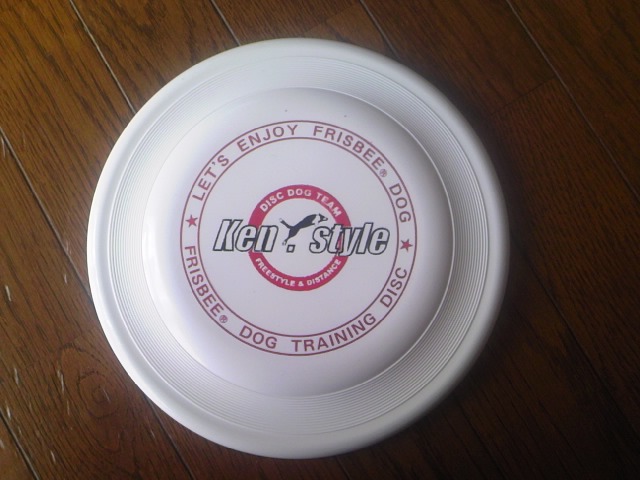 LET'S ENJOY FRISBEE® DOG
DISC DOG TEAM
Ken. style
FREESTYLE & DISTANCE
FRISBEE® DOG TRAINING DISC